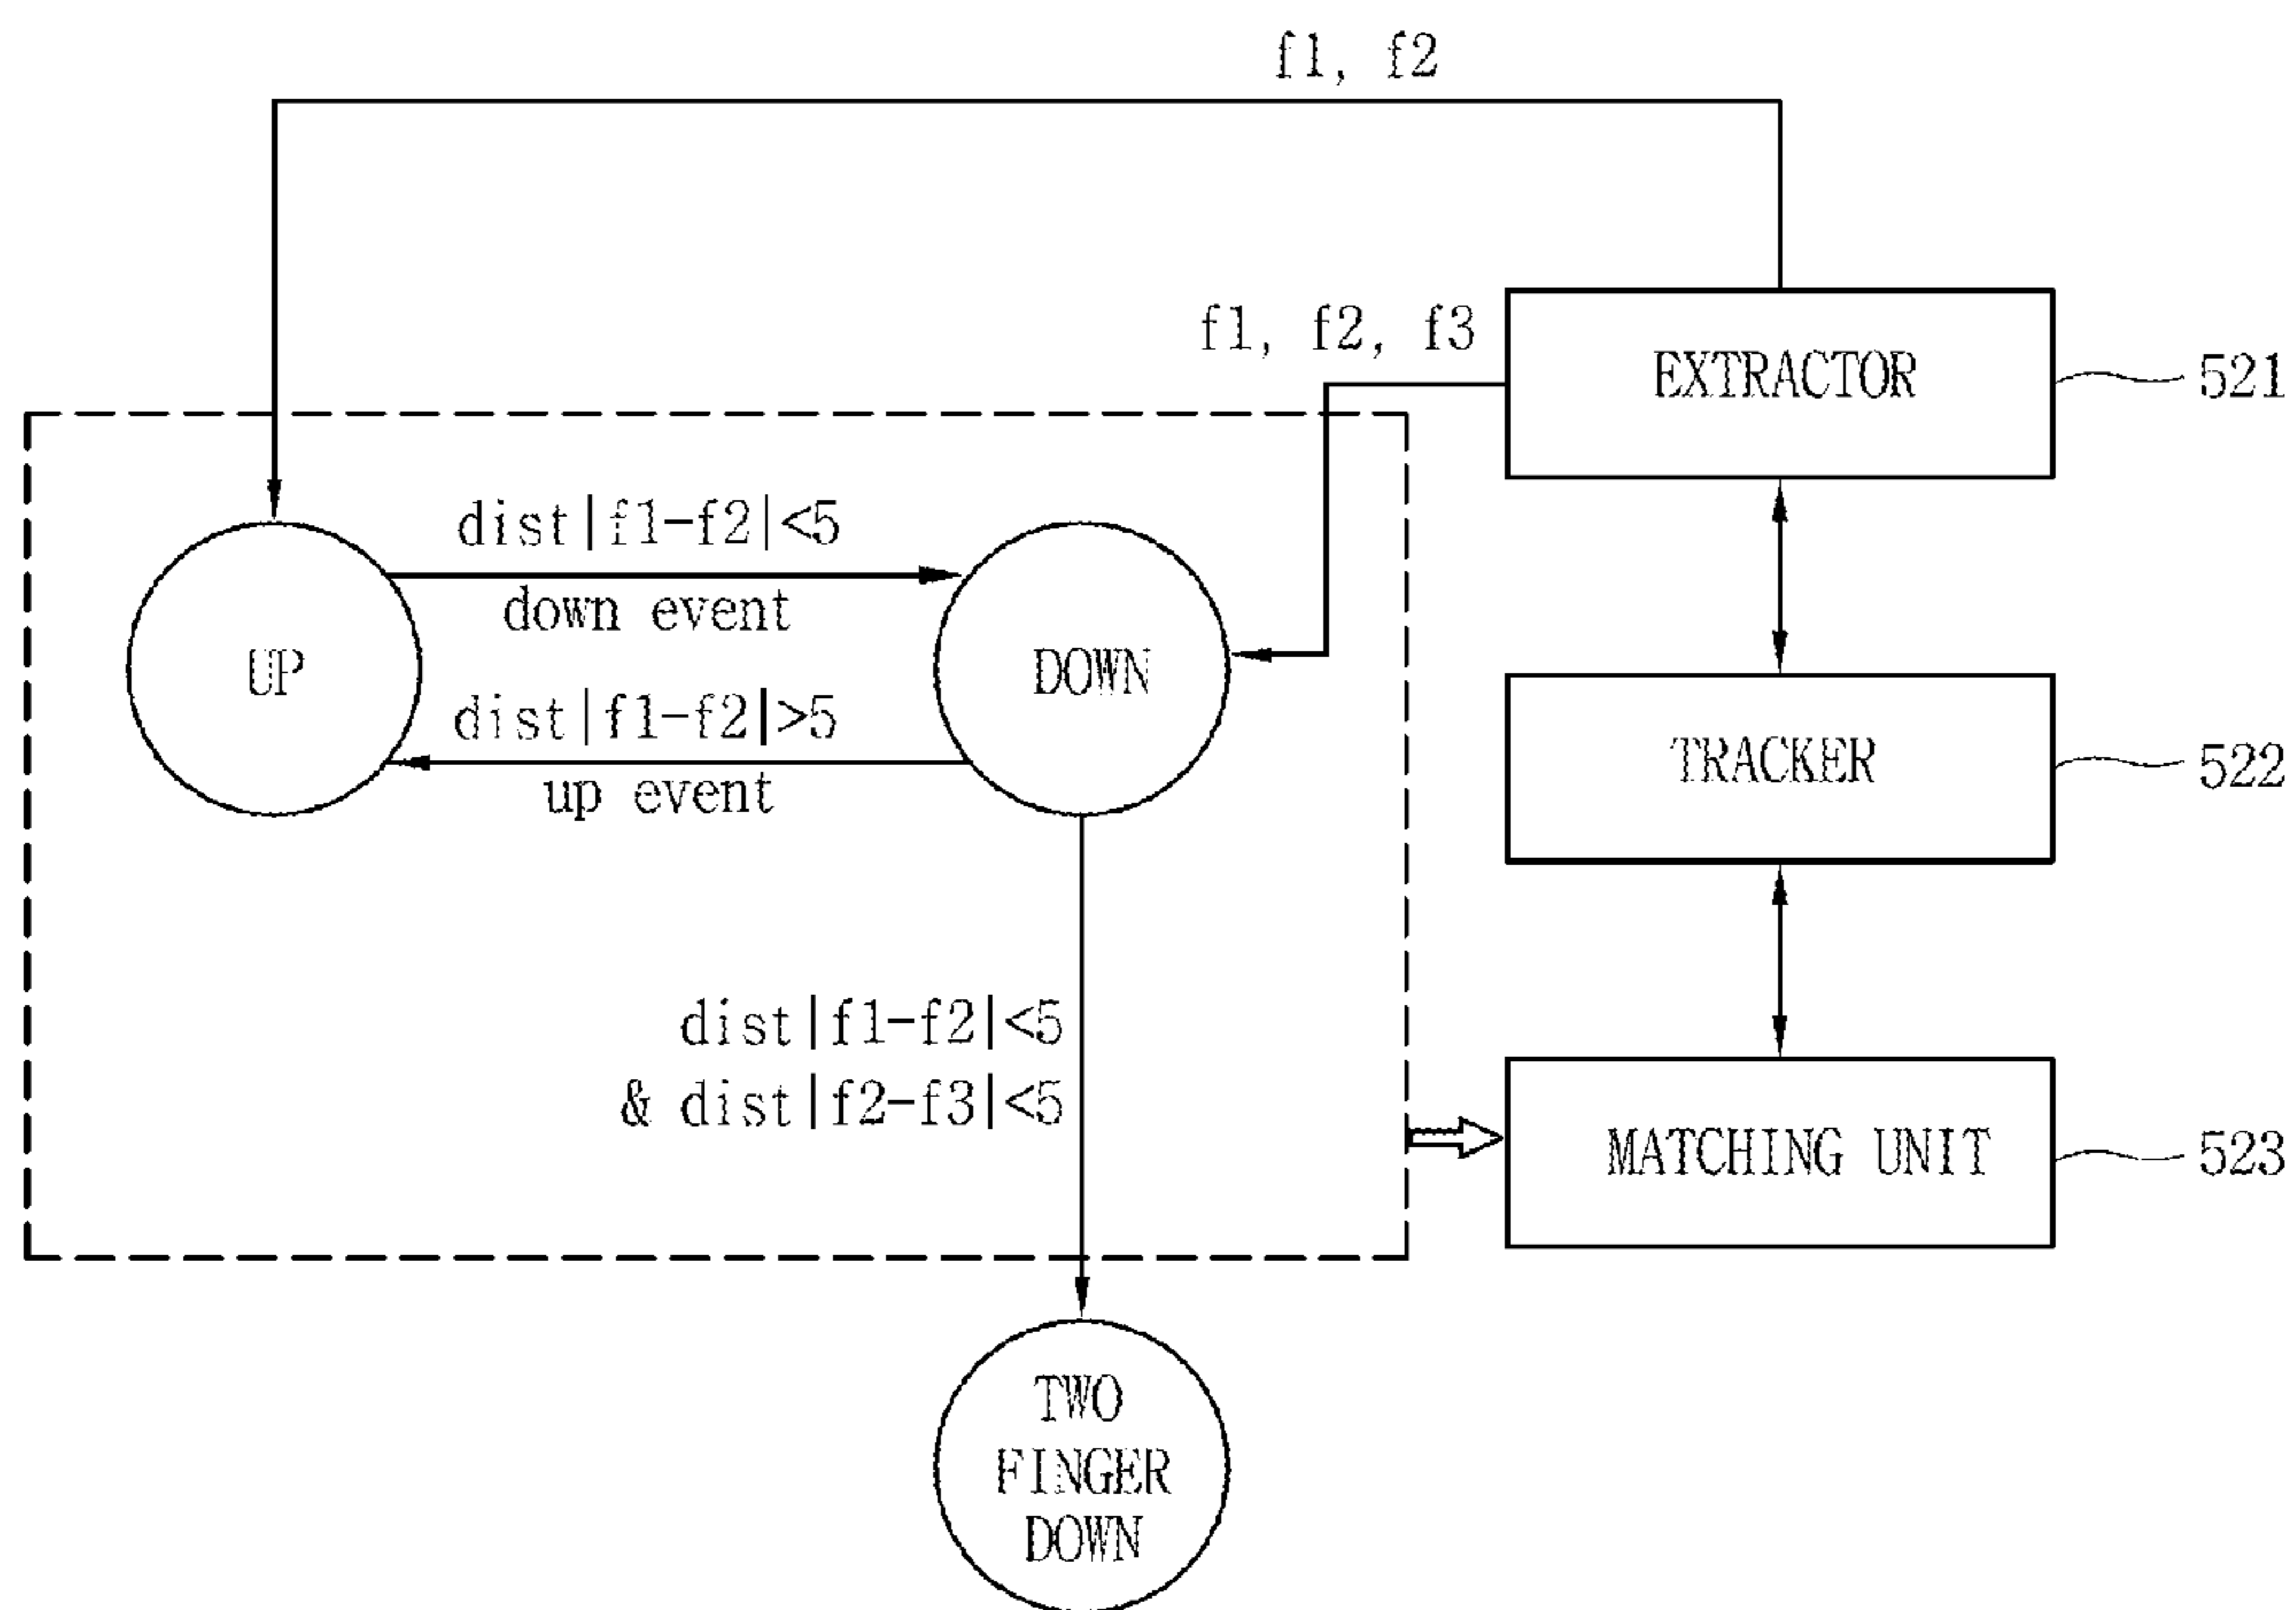 f1, f2
f1, f2, f3
EXTRACTOR
521
dist|f1-f2|<5
down event
UP
DOWN
dist|f1-f2|>5
up event
TRACKER
522
dist|f1-f2|<5
& dist|f2-f3|<5
MATCHING UNIT
523
TWO
FINGER
DOWN